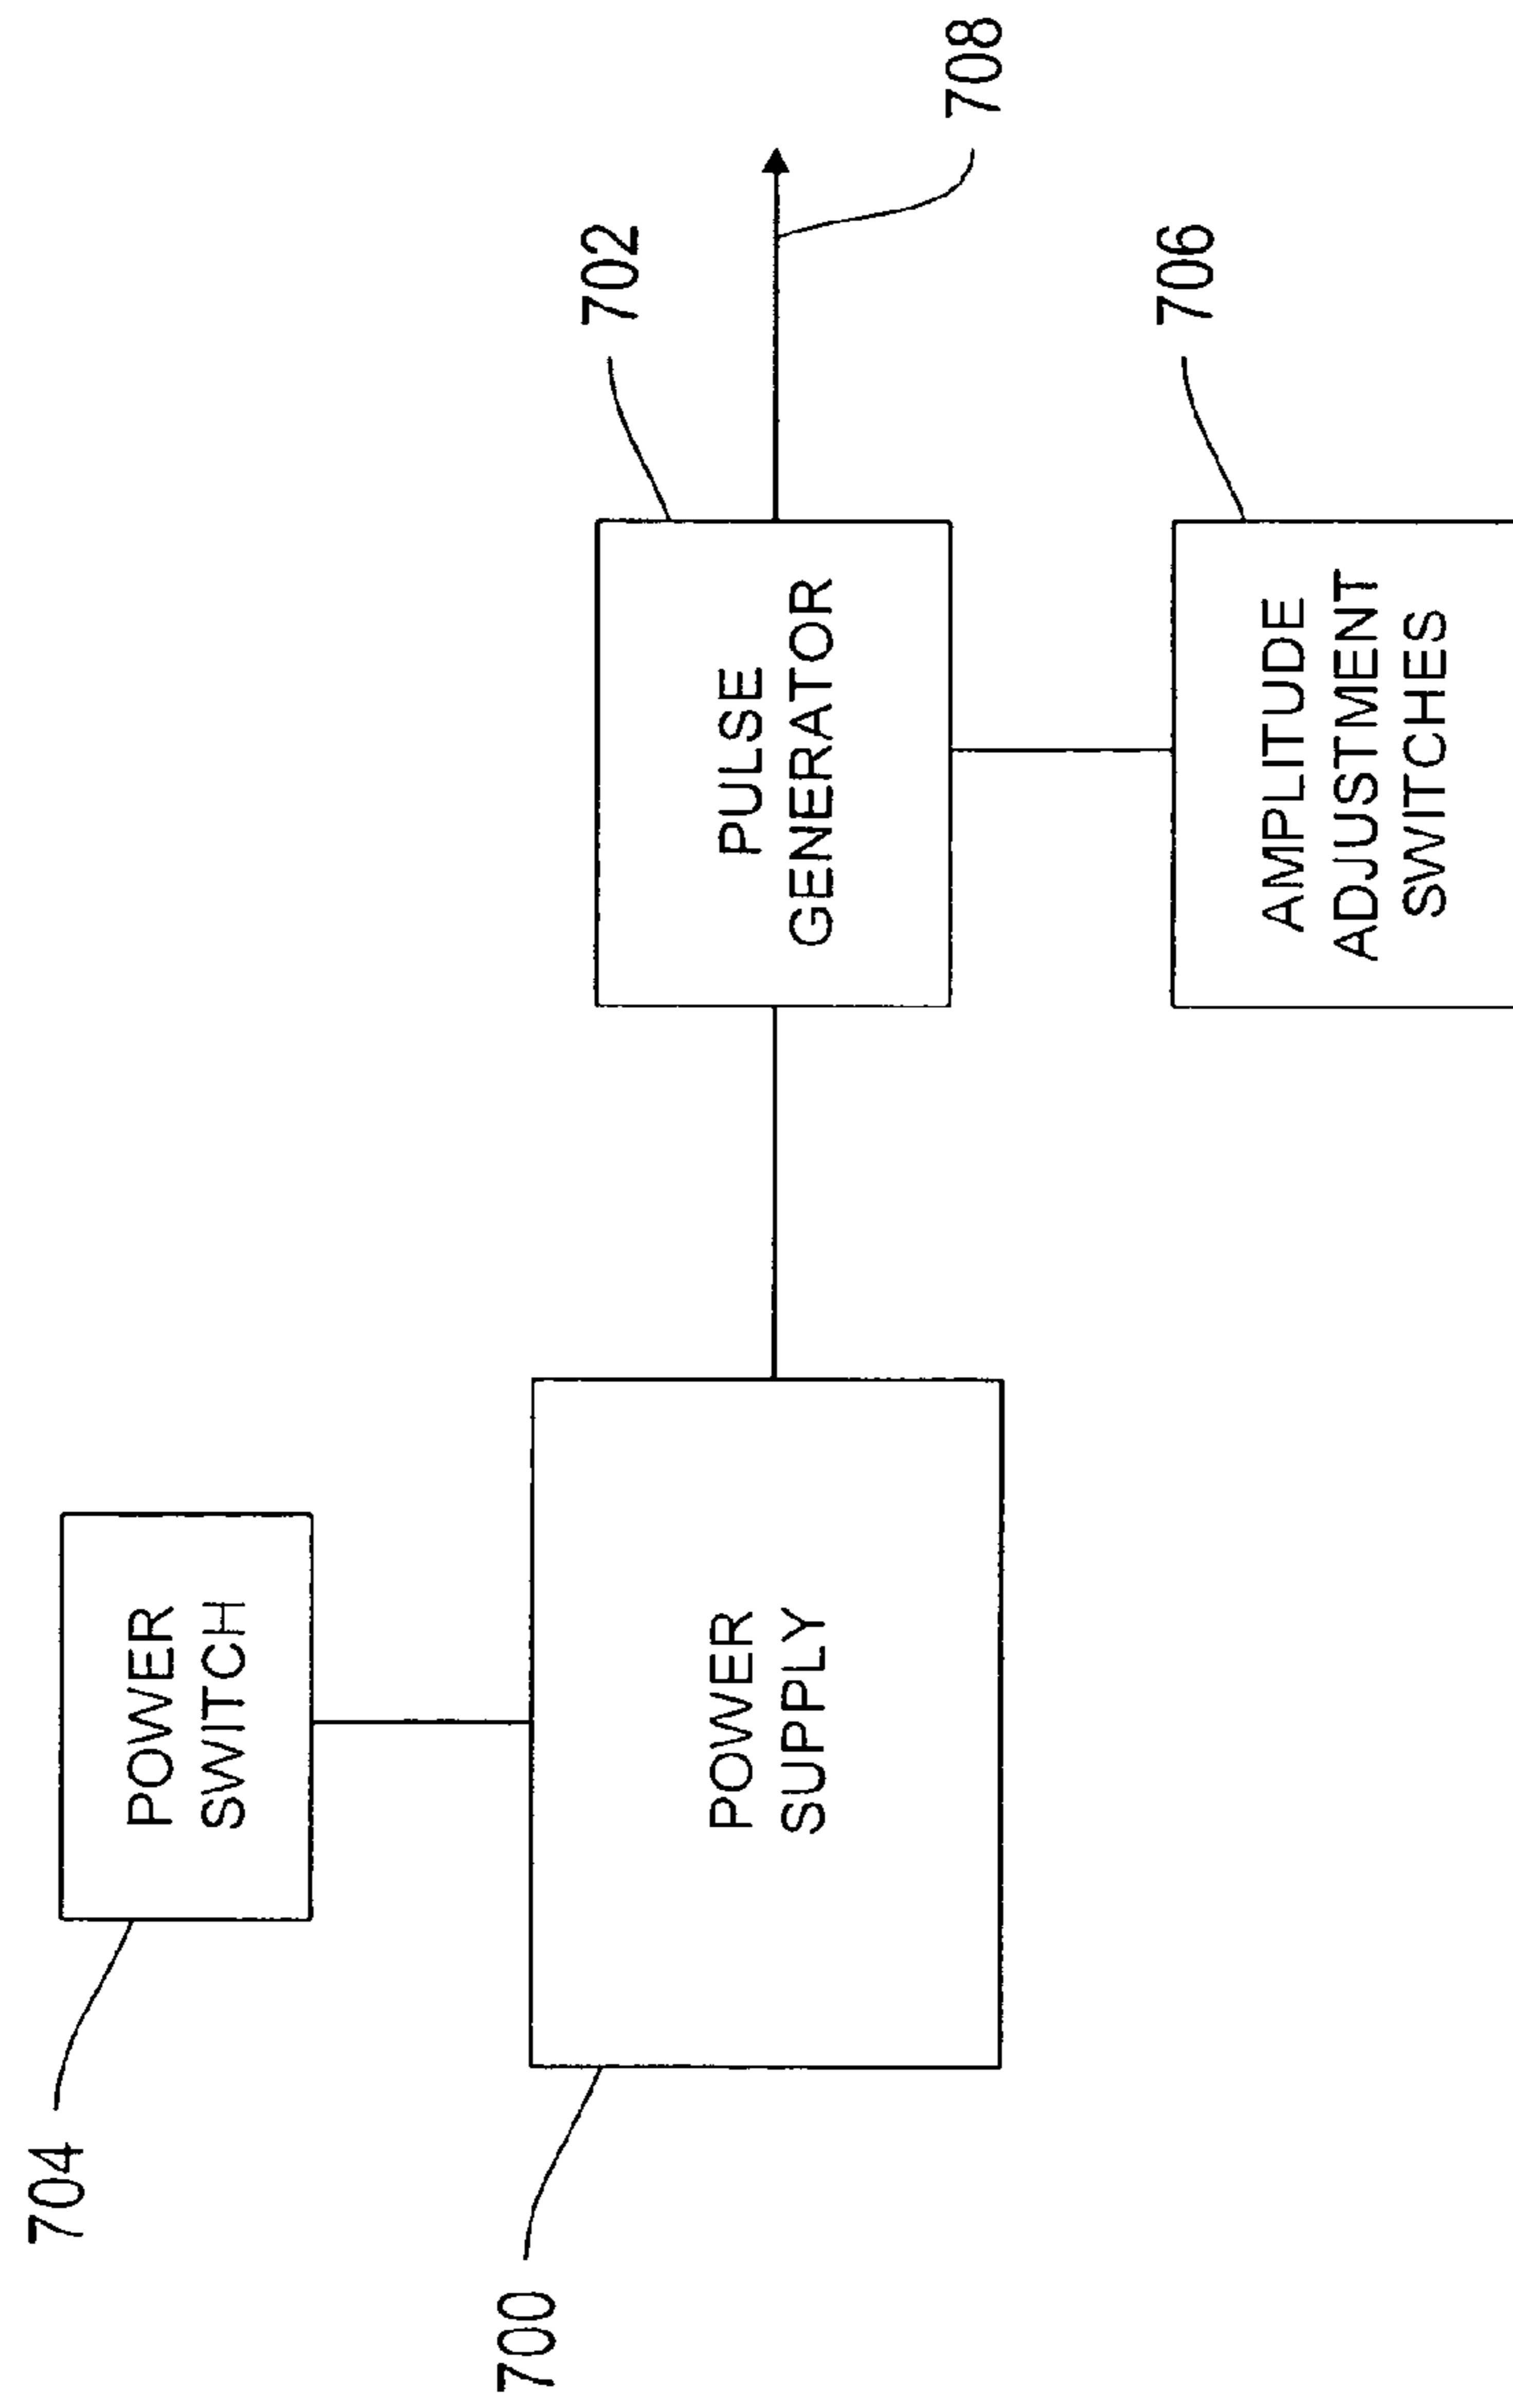 704
POWER
SWITCH
700
POWER
SUPPLY
702
PULSE
GENERATOR
708
706
AMPLITUDE
ADJUSTMENT
SWITCHES